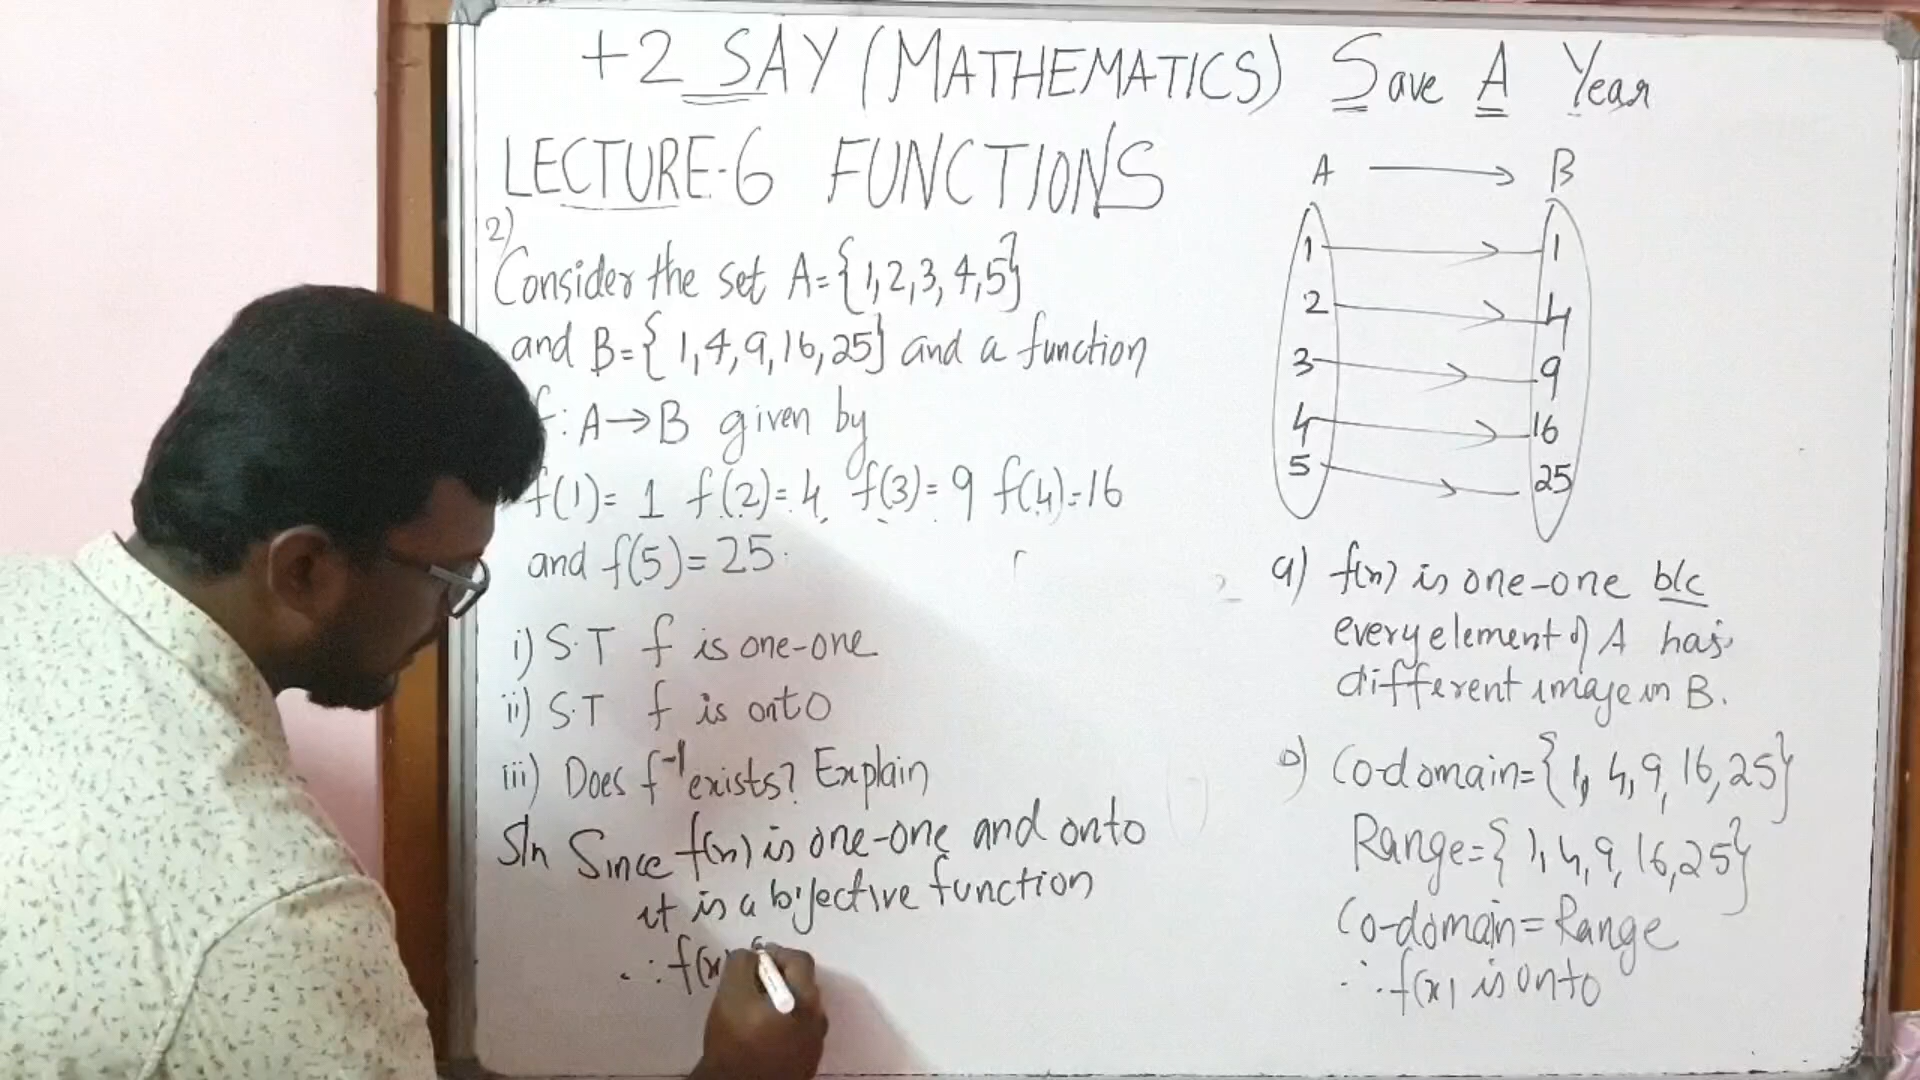 +2 SAY (MATHEMATICS) Save A Year
LECTURE-6 FUNCTIONS
2)
Consider the set A={1,2,3,4,5}
and B={1,4,9,16,25} and a function
f:A→B given by
f(1)=1 f(2)=4 f(3)=9 f(4)=16
and f(5)=25.
i) S.T f is one-one
ii) S.T f is onto
iii) Does f⁻¹ exists? Explain
Sln Since f(x) is one-one and onto
it is a bijective function
∴ f(x)
A → B
1 → 1
2 → 4
3 → 9
4 → 16
5 → 25
a) f(x) is one-one b/c
every element of A has
different image in B.
Co-domain={1,4,9,16,25}
Range={1,4,9,16,25}
Co-domain=Range
∴ f(x) is onto